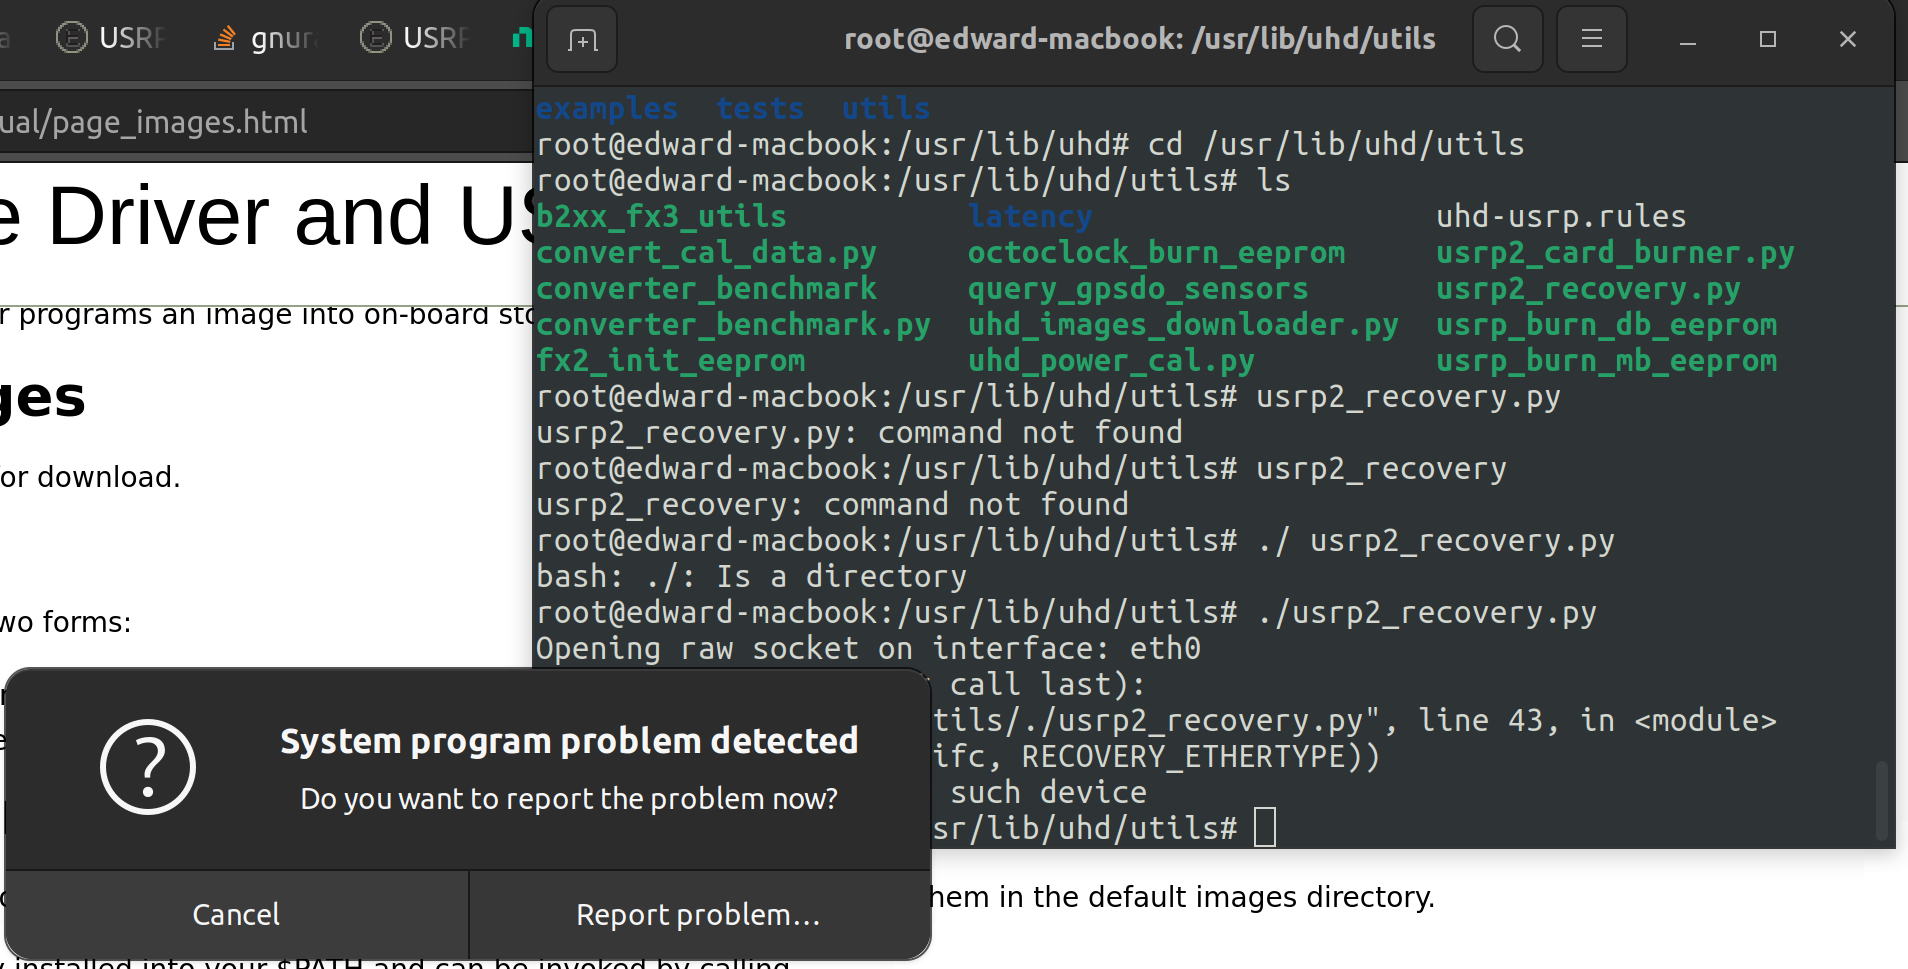 USRP
gnur
USRP
root@edward-macbook: /usr/lib/uhd/utils
ual/page_images.html
e Driver and US
r programs an image into on-board sto
ges
or download.
wo forms:
examples tests utils
root@edward-macbook:/usr/lib/uhd# cd /usr/lib/uhd/utils
root@edward-macbook:/usr/lib/uhd/utils# ls
b2xx_fx3_utils latency uhd-usrp.rules
convert_cal_data.py octoclock_burn_eeprom usrp2_card_burner.py
converter_benchmark query_gpsdo_sensors usrp2_recovery.py
converter_benchmark.py uhd_images_downloader.py usrp_burn_db_eeprom
fx2_init_eeprom uhd_power_cal.py usrp_burn_mb_eeprom
root@edward-macbook:/usr/lib/uhd/utils# usrp2_recovery.py
usrp2_recovery.py: command not found
root@edward-macbook:/usr/lib/uhd/utils# usrp2_recovery
usrp2_recovery: command not found
root@edward-macbook:/usr/lib/uhd/utils# ./ usrp2_recovery.py
bash: ./: Is a directory
root@edward-macbook:/usr/lib/uhd/utils# ./usrp2_recovery.py
Opening raw socket on interface: eth0
call last):
tils/./usrp2_recovery.py", line 43, in <module>
ifc, RECOVERY_ETHERTYPE))
such device
sr/lib/uhd/utils#
System program problem detected
Do you want to report the problem now?
Cancel
Report problem...
hem in the default images directory.
installed into your $PATH and can be invoked by calling